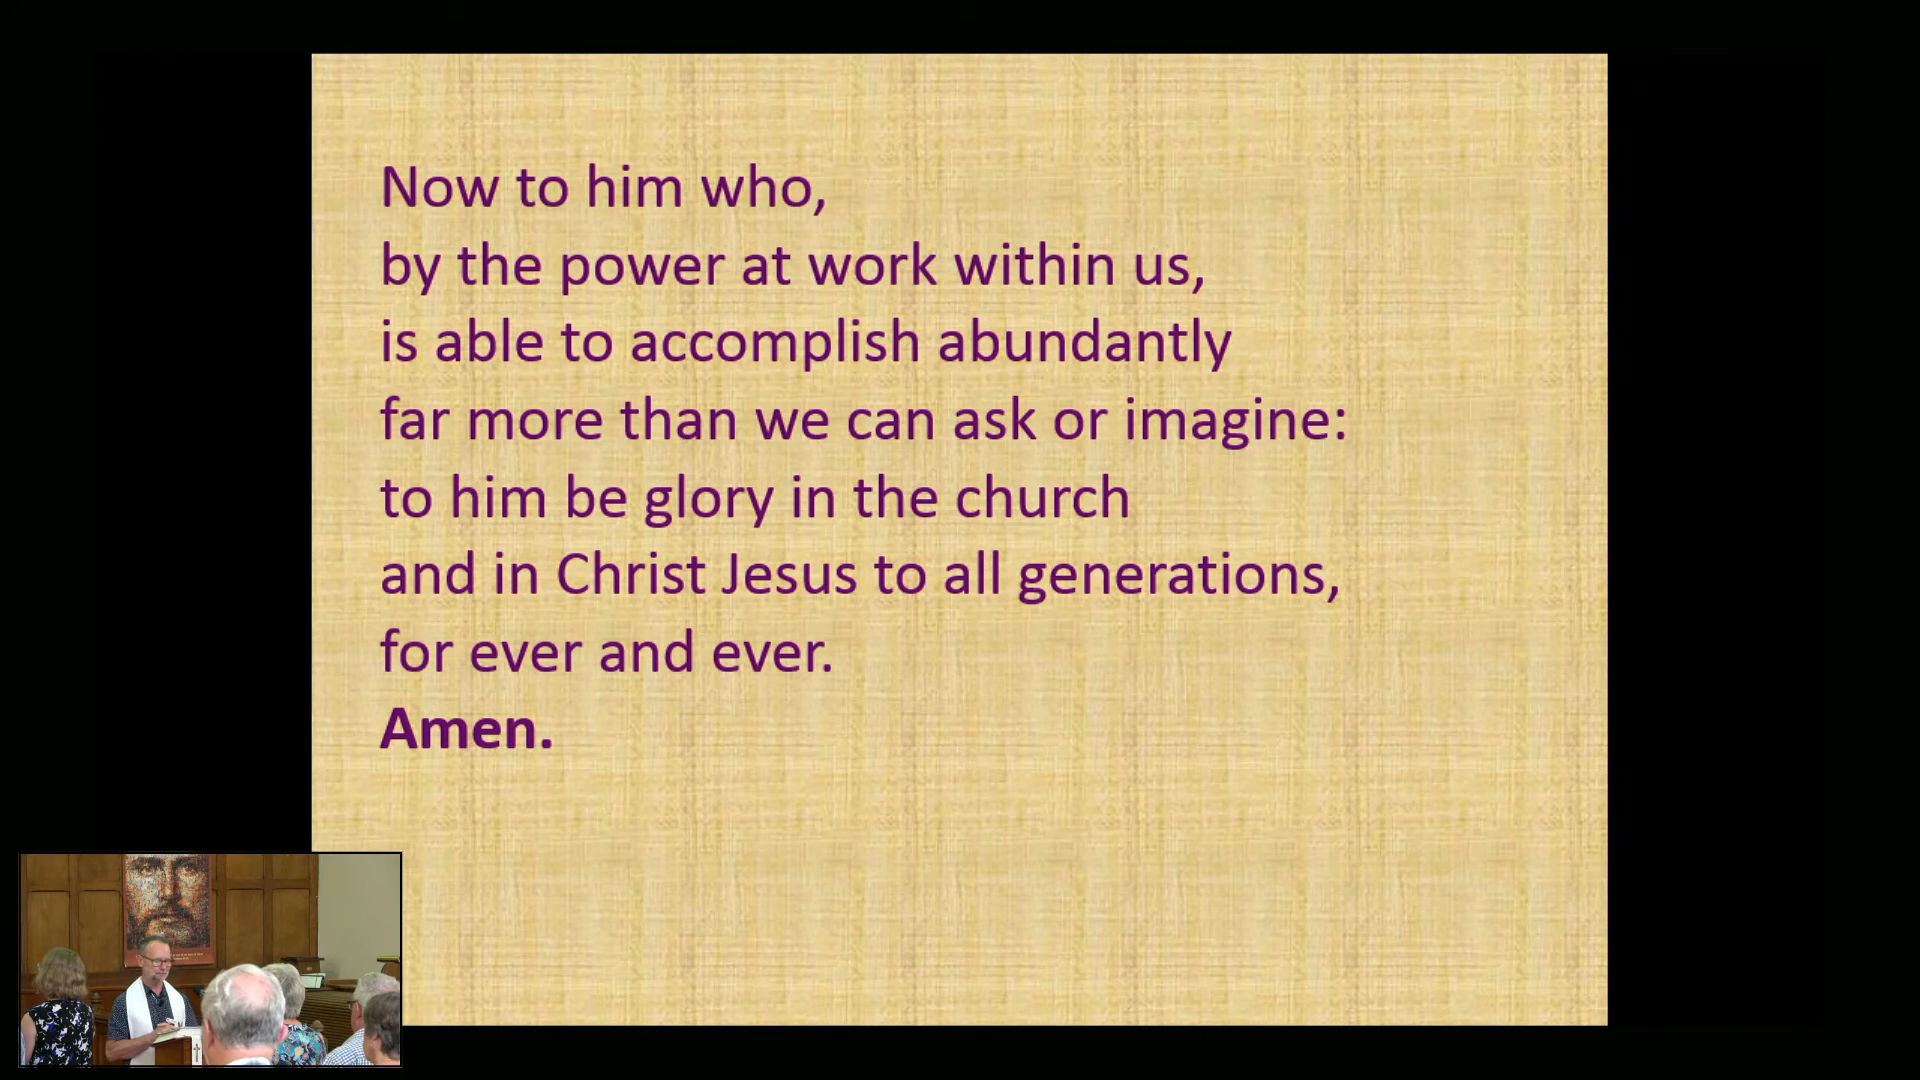 Now to him who,
by the power at work within us,
is able to accomplish abundantly
far more than we can ask or imagine:
to him be glory in the church
and in Christ Jesus to all generations,
for ever and ever.
Amen.